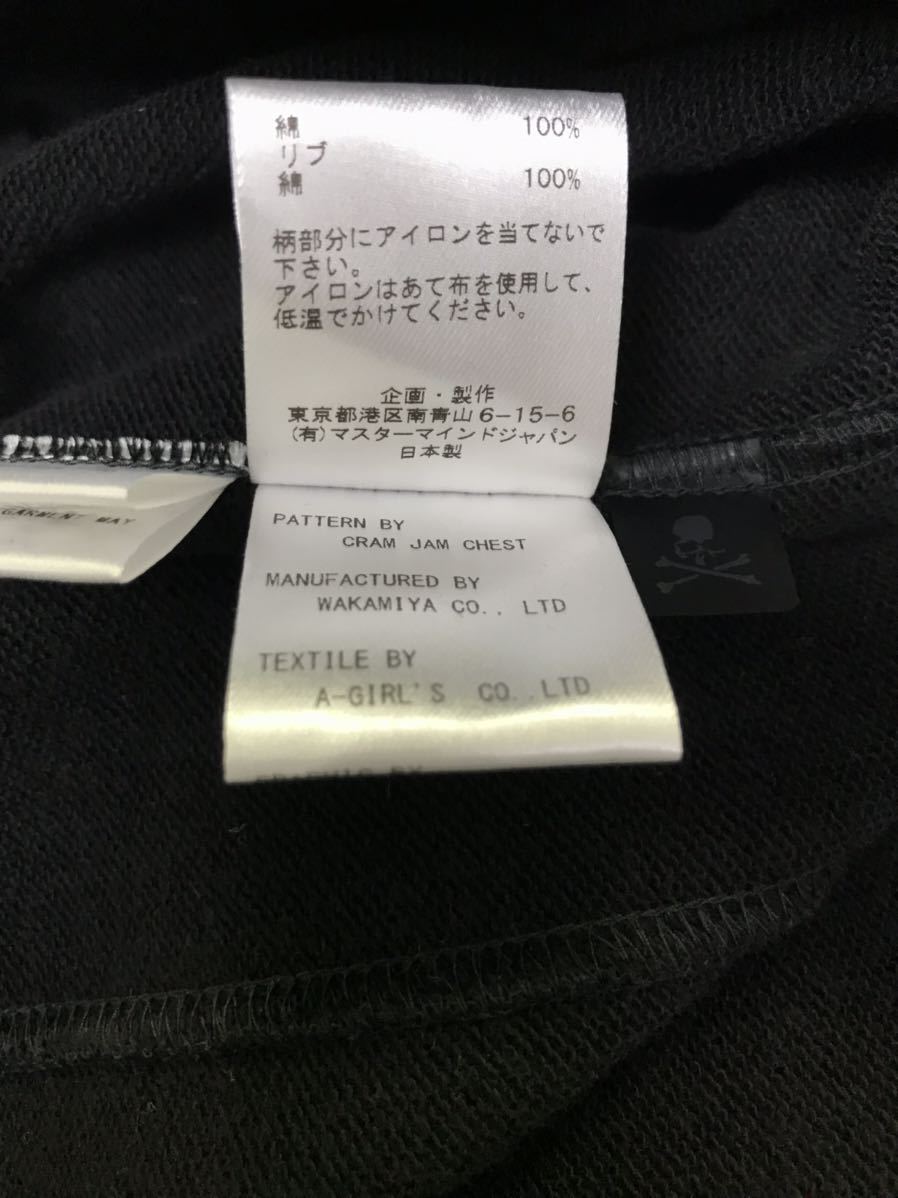 綿 100%
リブ
綿 100%
柄部分にアイロンを当てないで
下さい。
アイロンはあて布を使用して、
低温でかけてください。
企画・製作
東京都港区南青山6-15-6
(有)マスターマインドジャパン
日本製
GARMENT MAY
PATTERN BY
CRAM JAM CHEST
MANUFACTURED BY
WAKAMIYA CO., LTD
TEXTILE BY
A-GIRL'S CO.,LTD